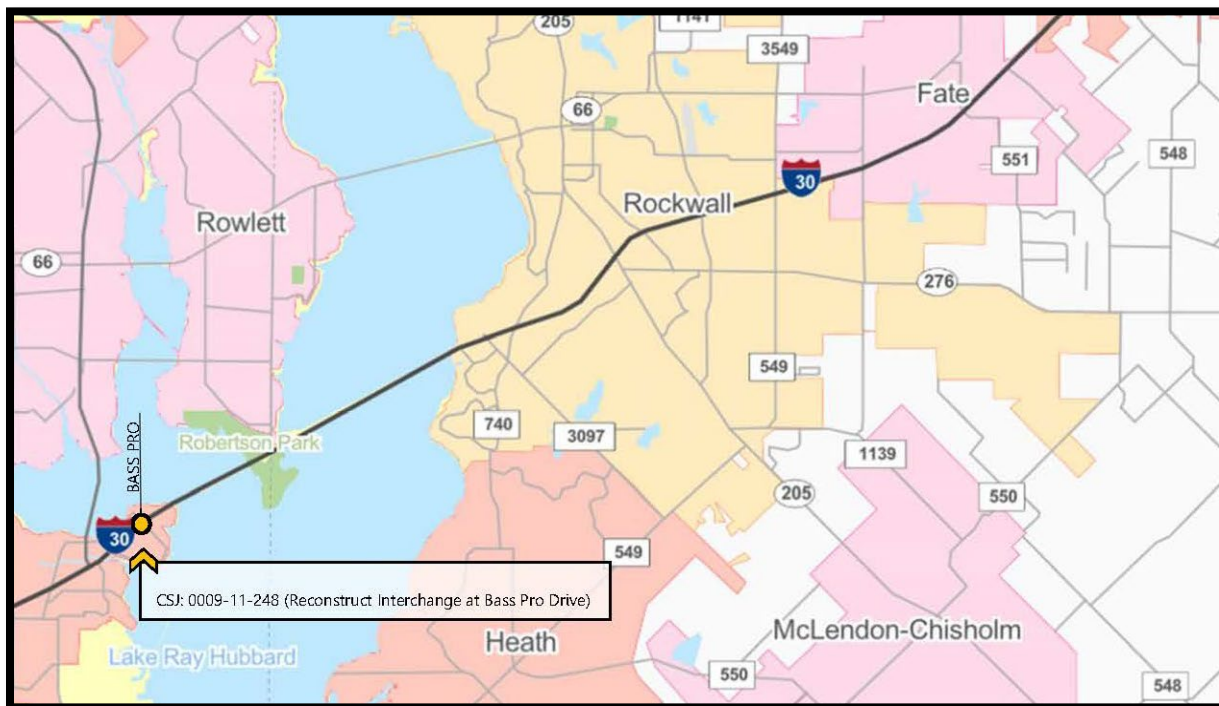 205
1141
3549
66
Fate
551
548
30
Rockwall
Rowlett
66
276
549
740
3097
Robertson Park
BASS PRO
1139
205
550
30
549
CSJ: 0009-11-248 (Reconstruct Interchange at Bass Pro Drive)
Heath
McLendon-Chisholm
Lake Ray Hubbard
550
548